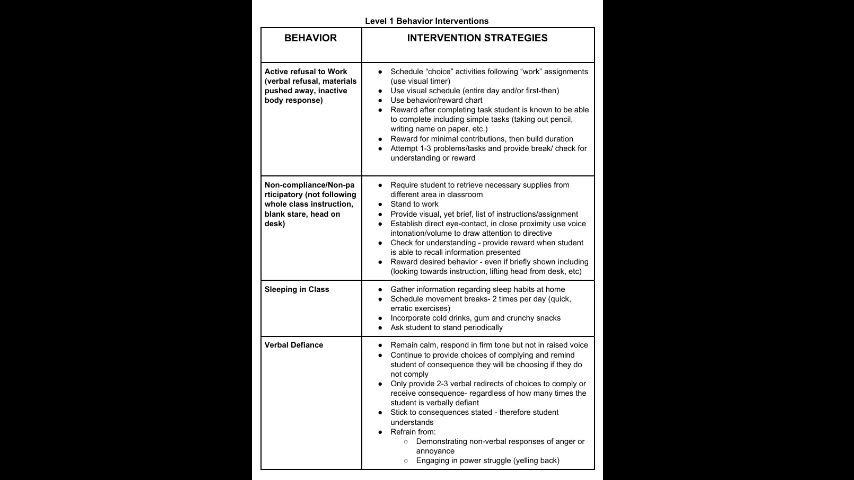 Level 1 Behavior Interventions
BEHAVIOR
INTERVENTION STRATEGIES
Active refusal to Work
(verbal refusal, materials
pushed away, inactive
body response)
● Schedule “choice” activities following “work” assignments
(use visual timer)
● Use visual schedule (entire day and/or first-then)
● Use behavior/reward chart
● Reward after completing task student is known to be able
to complete including simple tasks (taking out pencil,
writing name on paper, etc.)
● Reward for minimal contributions, then build duration
● Attempt 1-3 problems/tasks and provide break/ check for
understanding or reward
Non-compliance/Non-pa
rticipatory (not following
whole class instruction,
blank stare, head on
desk)
● Require student to retrieve necessary supplies from
different area in classroom
● Stand to work
● Provide visual, yet brief, list of instructions/assignment
● Establish direct eye-contact, in close proximity use voice
intonation/volume to draw attention to directive
● Check for understanding - provide reward when student
is able to recall information presented
● Reward desired behavior - even if briefly shown including
(looking towards instruction, lifting head from desk, etc)
Sleeping in Class
● Gather information regarding sleep habits at home
● Schedule movement breaks- 2 times per day (quick,
erratic exercises)
● Incorporate cold drinks, gum and crunchy snacks
● Ask student to stand periodically
Verbal Defiance
● Remain calm, respond in firm tone but not in raised voice
● Continue to provide choices of complying and remind
student of consequence they will be choosing if they do
not comply
● Only provide 2-3 verbal redirects of choices to comply or
receive consequence- regardless of how many times the
student is verbally defiant
● Stick to consequences stated - therefore student
understands
● Refrain from:
○ Demonstrating non-verbal responses of anger or
annoyance
○ Engaging in power struggle (yelling back)